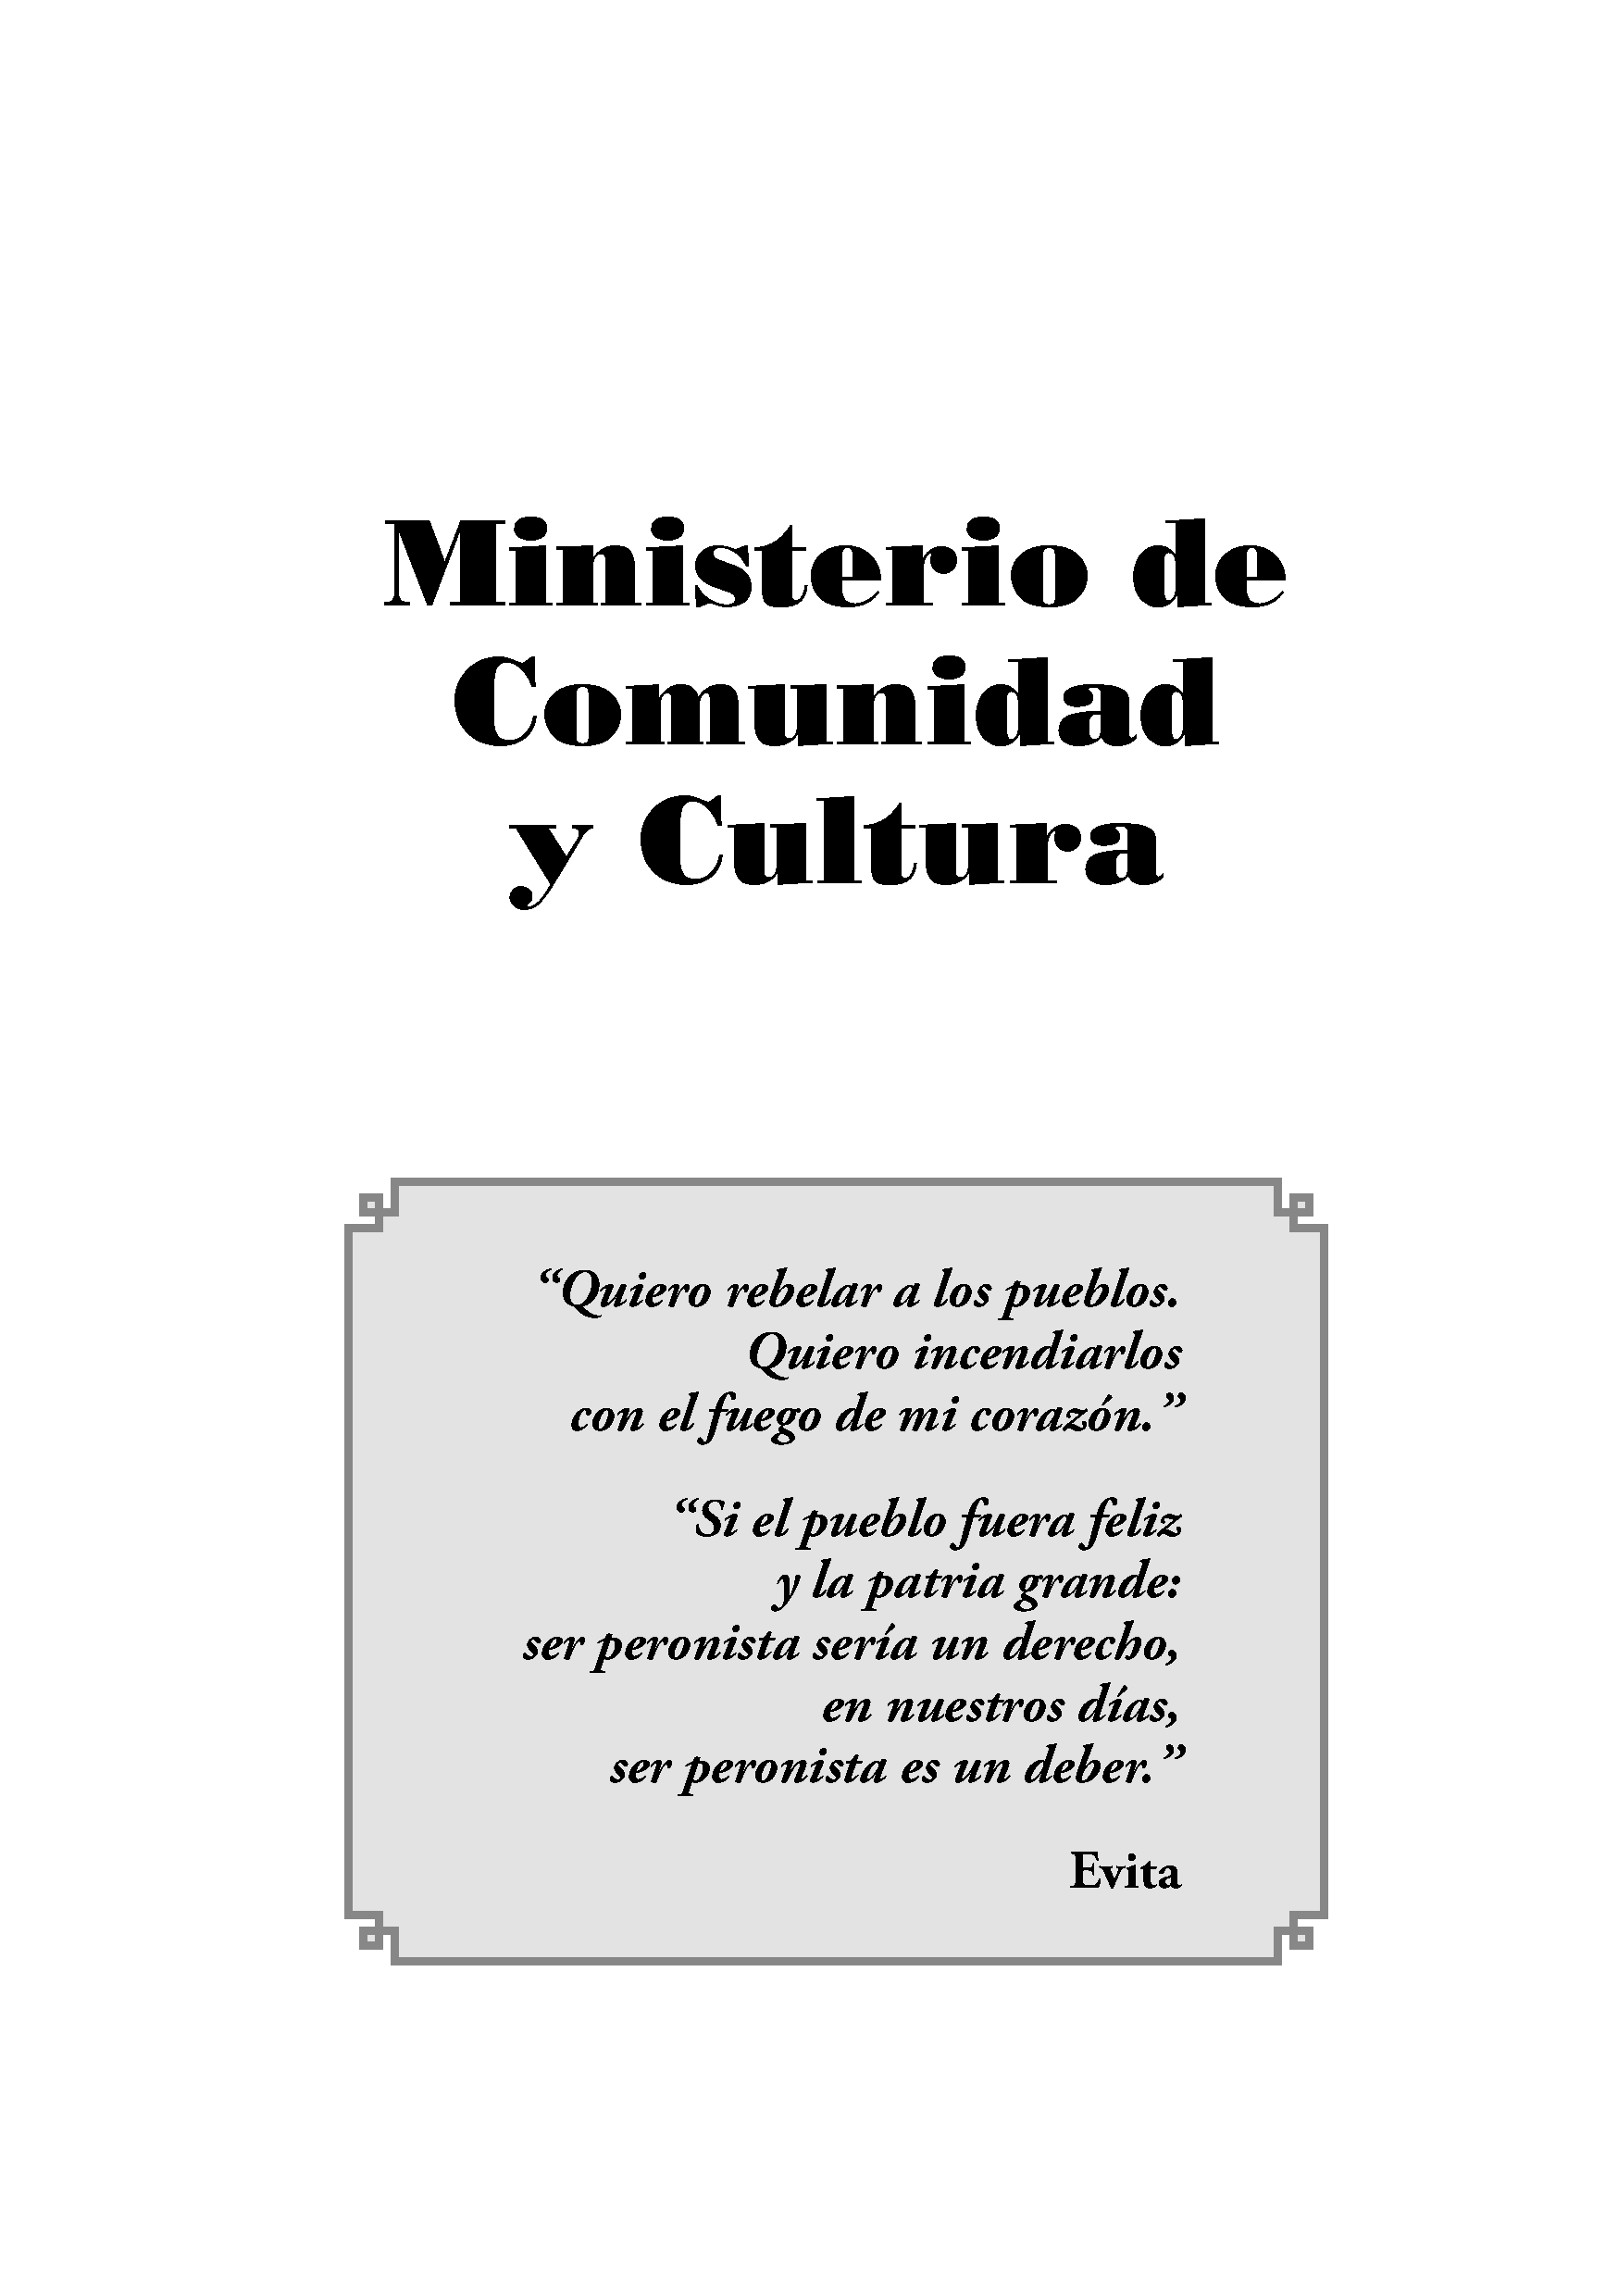 Ministerio de
Comunidad
y Cultura
“Quiero rebelar a los pueblos.
Quiero incendiarlos
con el fuego de mi corazón.”
“Si el pueblo fuera feliz
y la patria grande:
ser peronista sería un derecho,
en nuestros días,
ser peronista es un deber.”
Evita